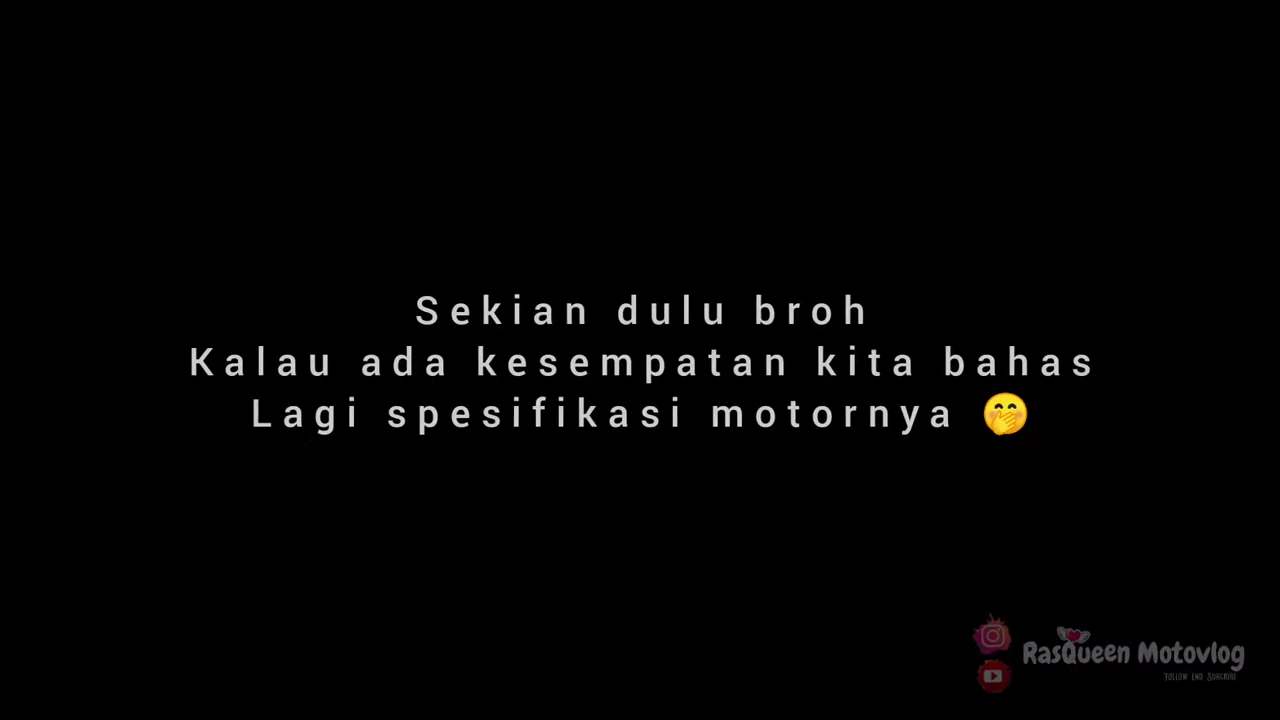 Sekian dulu broh
Kalau ada kesempatan kita bahas
Lagi spesifikasi motornya 🤭
RasQueen Motovlog